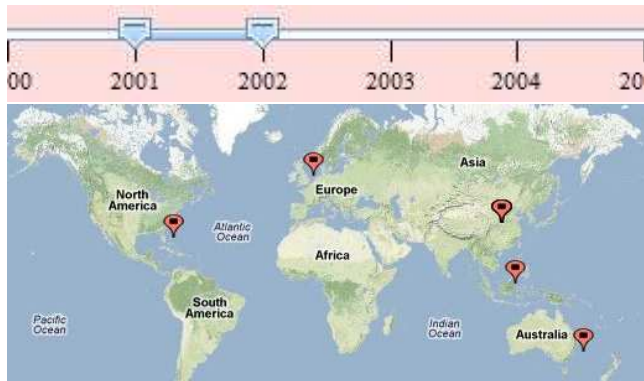 00 2001 2002 2003 2004 20
Asia
North
America
Europe
Atlantic
Ocean
Africa
South
America
Pacific
Ocean
Indian
Ocean
Australia